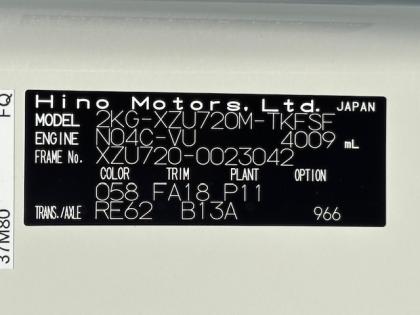 Hino Motors, Ltd. JAPAN
MODEL 2KG-XZU720M-TKFSF
ENGINE N04C-VU 4009 mL
FRAME No. XZU720-0023042
COLOR TRIM PLANT OPTION
058 FA18 P11
TRANS./AXLE RE62 B13A 966
FQ
37M80